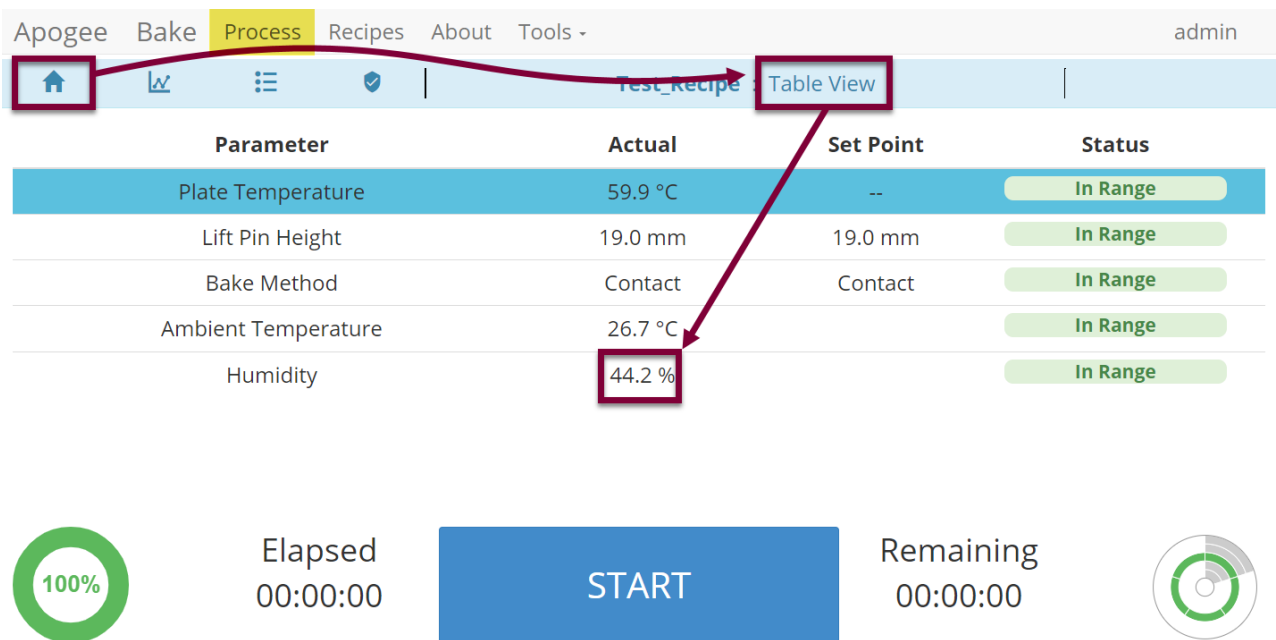 Apogee Bake Process Recipes About Tools admin
Test_Recipe : Table View
Parameter Actual Set Point Status
Plate Temperature 59.9 °C -- In Range
Lift Pin Height 19.0 mm 19.0 mm In Range
Bake Method Contact Contact In Range
Ambient Temperature 26.7 °C In Range
Humidity 44.2 % In Range
Elapsed START Remaining
100% 00:00:00 00:00:00